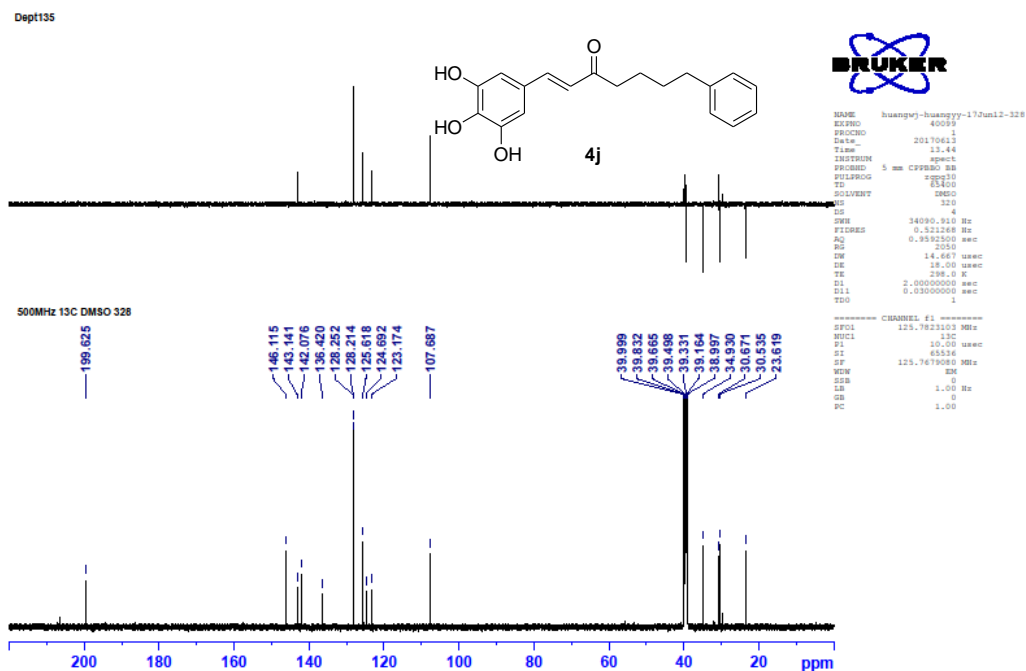 Dept135
O
HO
HO
OH
4j
BRUKER
NAME huangwj-huangyy-17Jun12-328
EXPNO 40099
PROCNO 1
Date_ 20170613
Time 13.44
INSTRUM spect
PROBHD 5 mm CPPBBO BB
PULPROG zgpg30
TD 65400
SOLVENT DMSO
NS 320
DS 4
SWH 34090.910 Hz
FIDRES 0.521268 Hz
AQ 0.9592500 sec
RG 2050
DW 14.667 usec
DE 18.00 usec
TE 298.0 K
D1 2.00000000 sec
D11 0.03000000 sec
TD0 1
======== CHANNEL f1 ========
SFO1 125.7823103 MHz
NUC1 13C
P1 10.00 usec
SI 65536
SF 125.7679080 MHz
WDW EM
SSB 0
LB 1.00 Hz
GB 0
PC 1.00
500MHz 13C DMSO 328
199.625
146.115
143.141
142.076
136.420
128.252
128.214
125.618
124.692
123.174
107.687
39.999
39.832
39.665
39.498
39.331
39.164
38.997
34.930
30.671
30.535
23.619
200 180 160 140 120 100 80 60 40 20 ppm